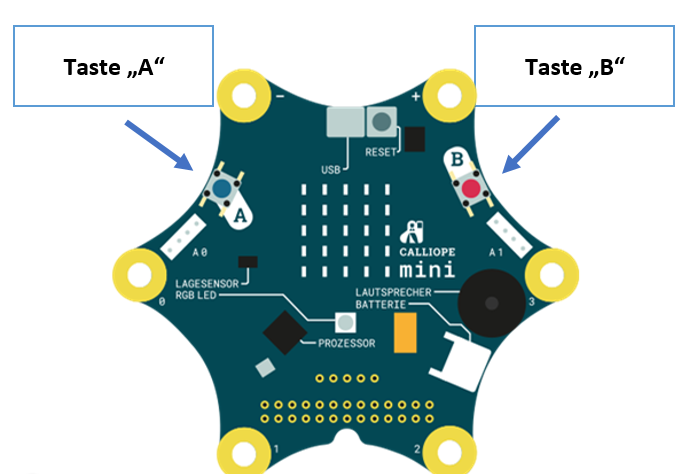 Taste „A“
Taste „B“
−
+
RESET
USB
B
A
A0
A1
CALLIOPE
mini
LAGESENSOR
RGB LED
LAUTSPRECHER
BATTERIE
0
3
PROZESSOR
1
2